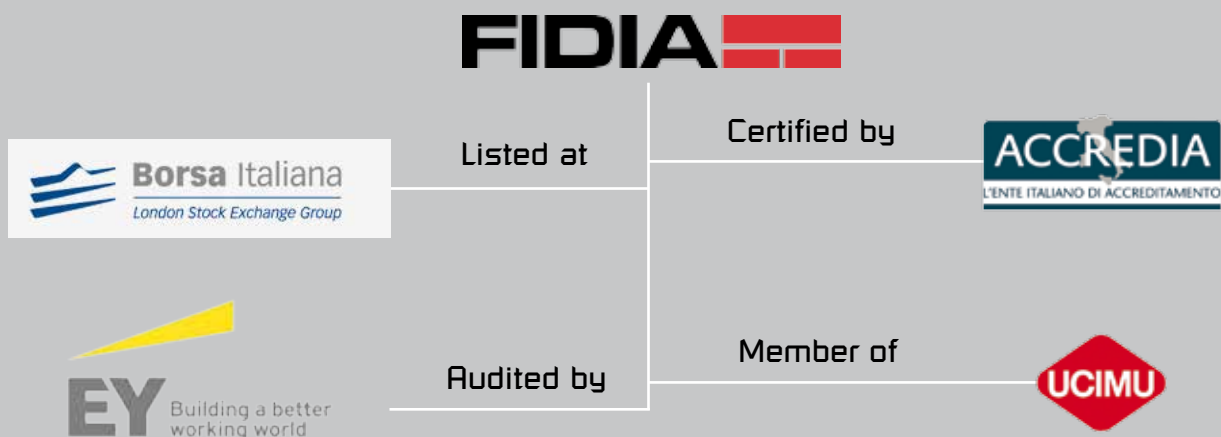 FIDIA
Listed at
Borsa Italiana
London Stock Exchange Group
Certified by
ACCREDIA
L'ENTE ITALIANO DI ACCREDITAMENTO
Audited by
EY
Building a better
working world
Member of
UCIMU